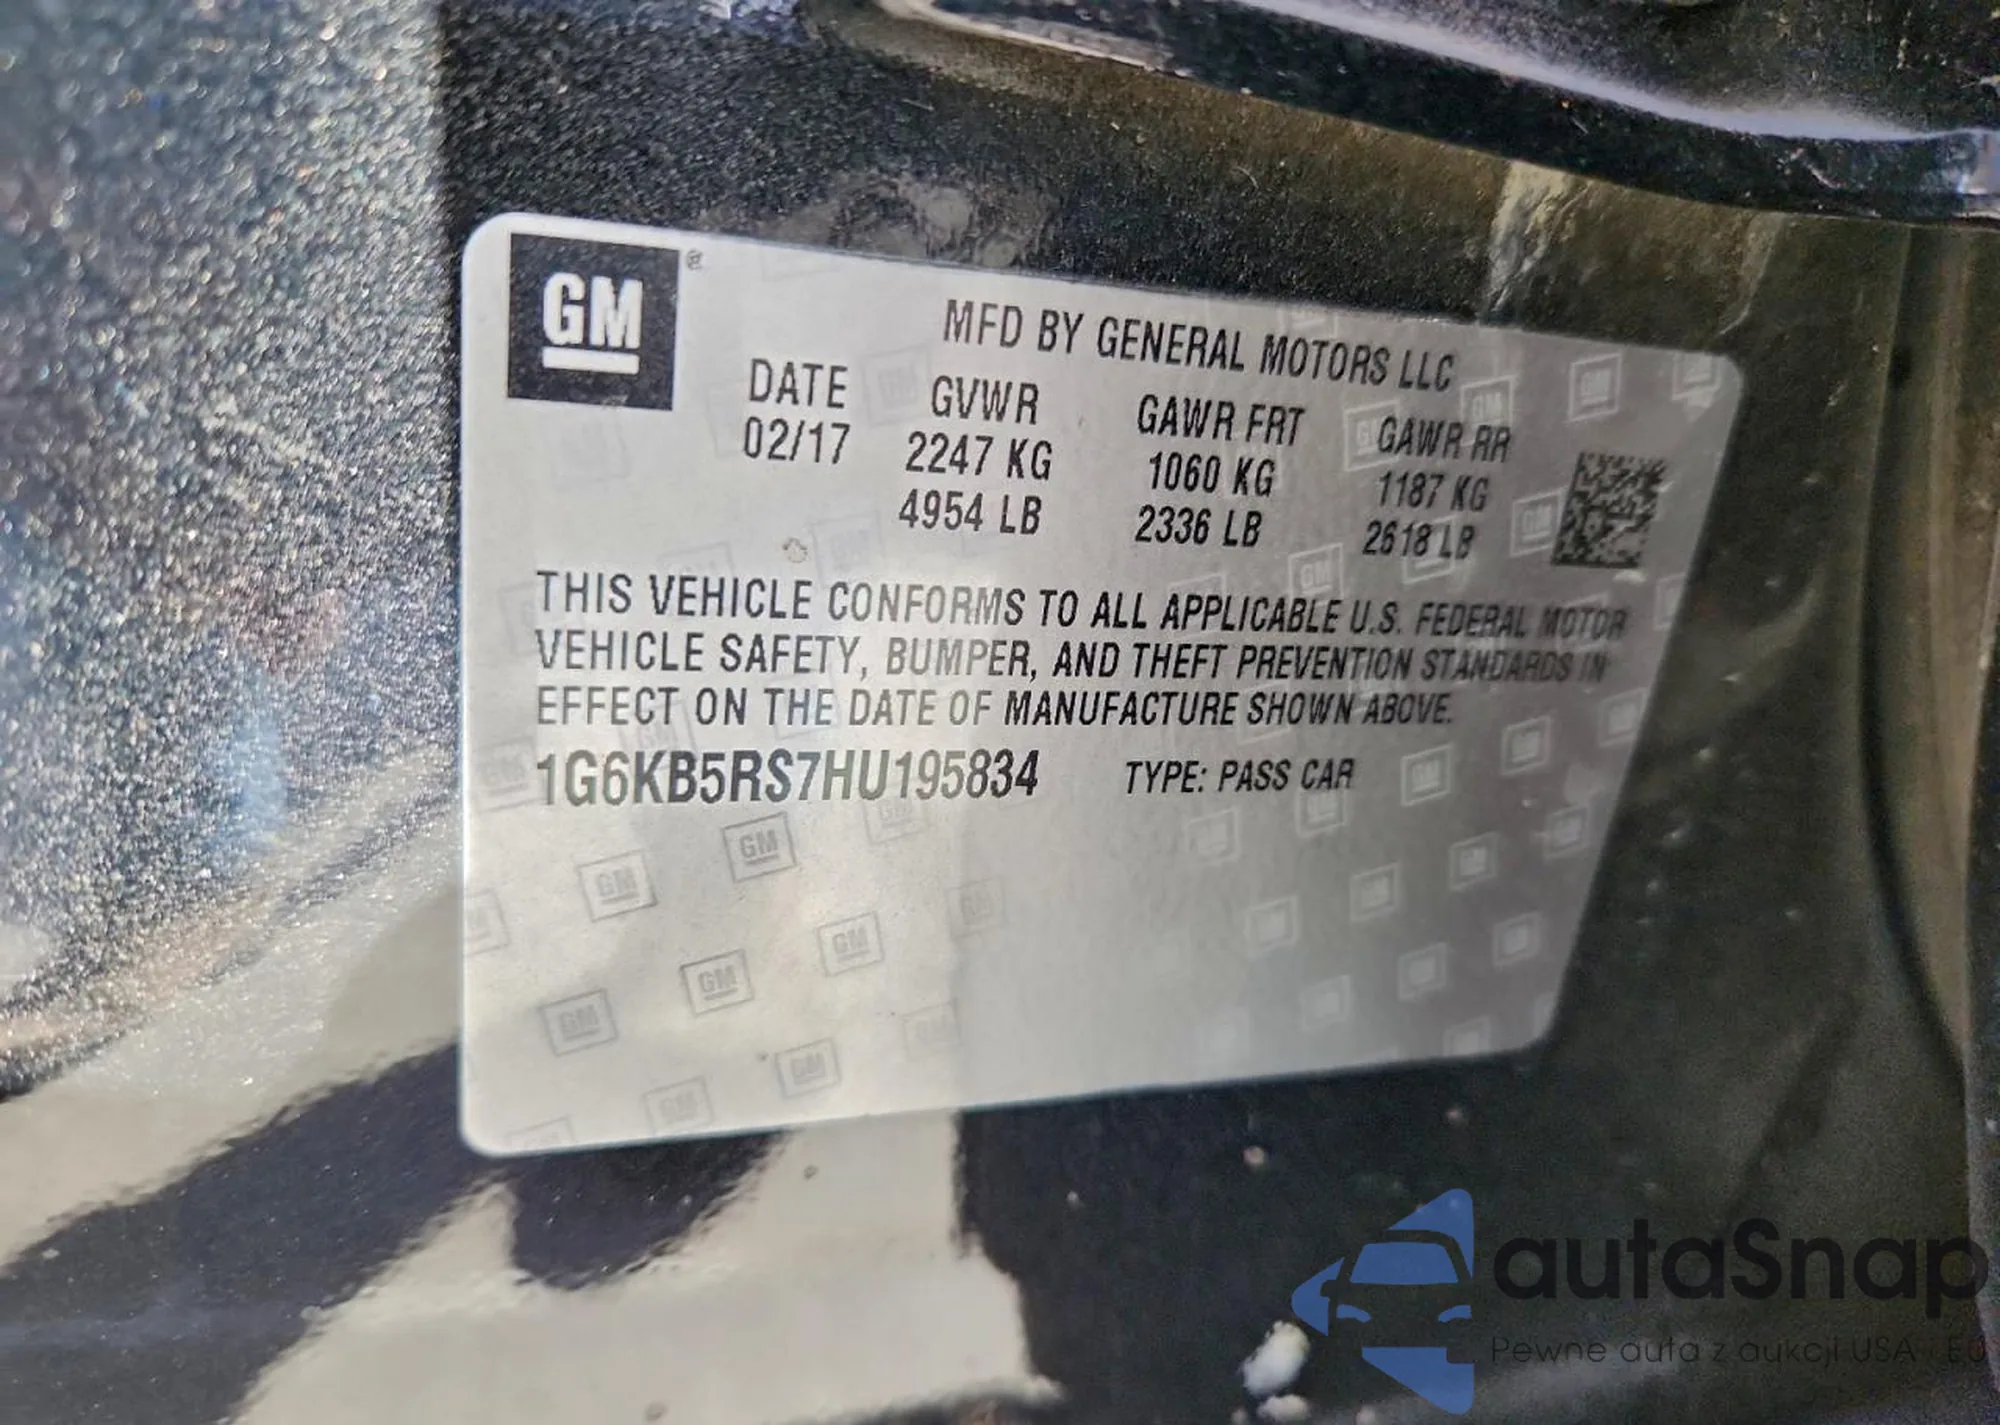 GM ®
MFD BY GENERAL MOTORS LLC
DATE GVWR GAWR FRT GAWR RR
02/17 2247 KG 1060 KG 1187 KG
4954 LB 2336 LB 2618 LB
THIS VEHICLE CONFORMS TO ALL APPLICABLE U.S. FEDERAL MOTOR
VEHICLE SAFETY, BUMPER, AND THEFT PREVENTION STANDARDS IN
EFFECT ON THE DATE OF MANUFACTURE SHOWN ABOVE.
1G6KB5RS7HU195834 TYPE: PASS CAR
autaSnap
Pewne auta z aukcji USA i EU